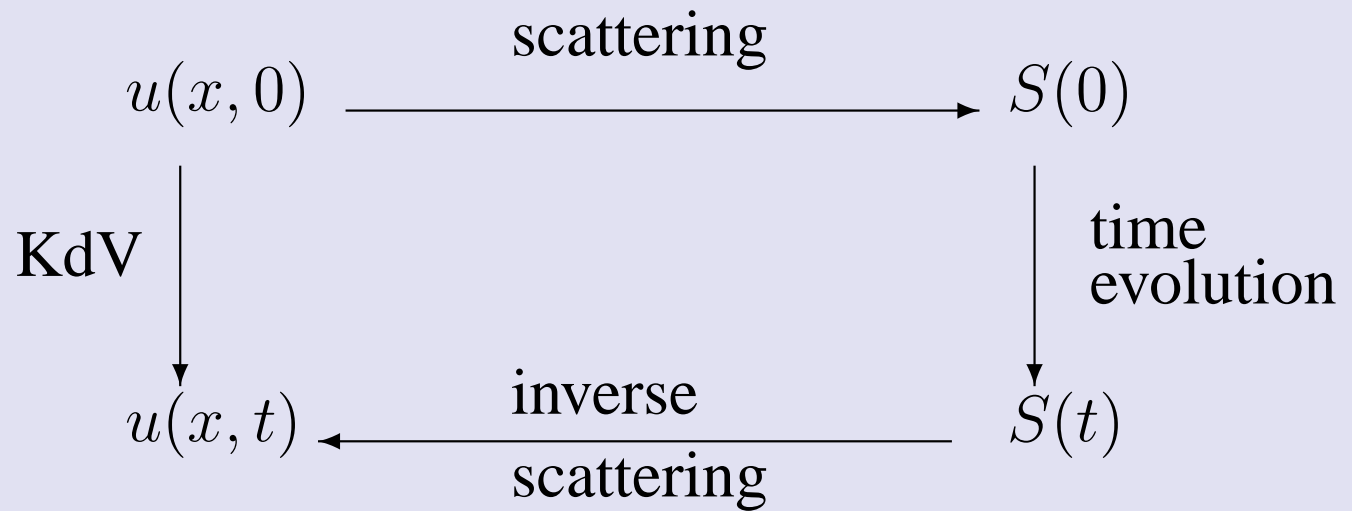 scattering
u(x, 0)
S(0)
KdV
time
evolution
inverse
u(x, t)
S(t)
scattering